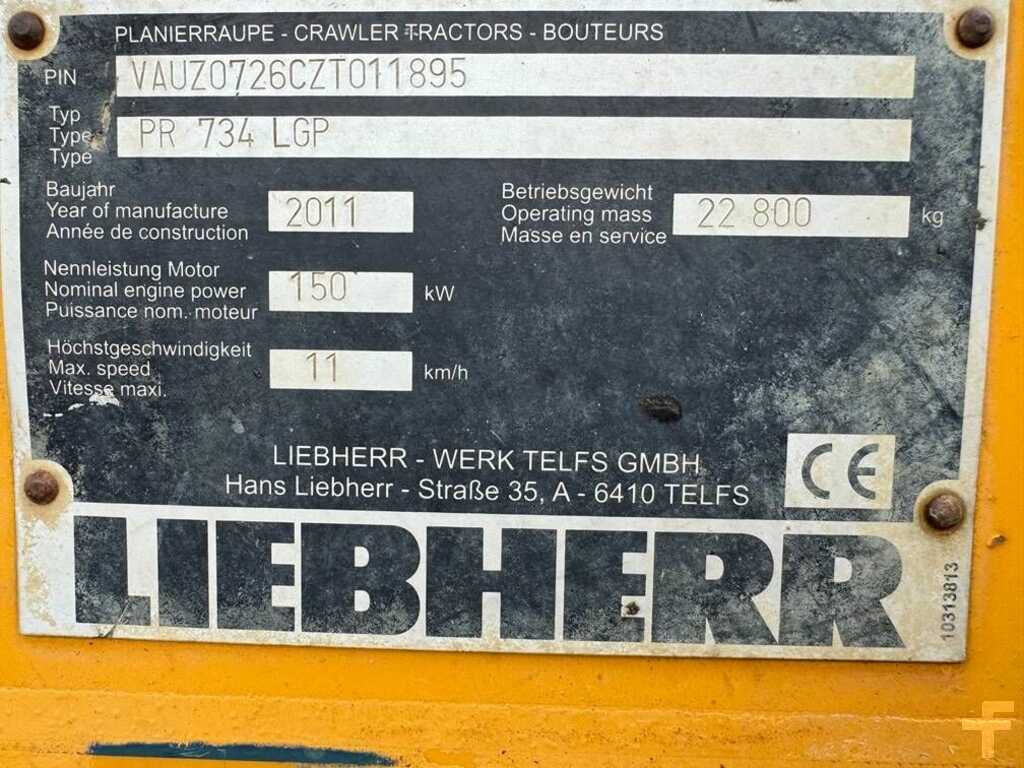 PLANIERRAUPE - CRAWLER TRACTORS - BOUTEURS
PIN VAUZ0726CZT011895
Typ
Type PR 734 LGP
Type
Baujahr
Year of manufacture 2011
Année de construction
Betriebsgewicht
Operating mass 22 800 kg
Masse en service
Nennleistung Motor
Nominal engine power 150 kW
Puissance nom. moteur
Höchstgeschwindigkeit
Max. speed 11 km/h
Vitesse maxi.
LIEBHERR - WERK TELFS GMBH
Hans Liebherr - Straße 35, A - 6410 TELFS
CE
LIEBHERR
10313813